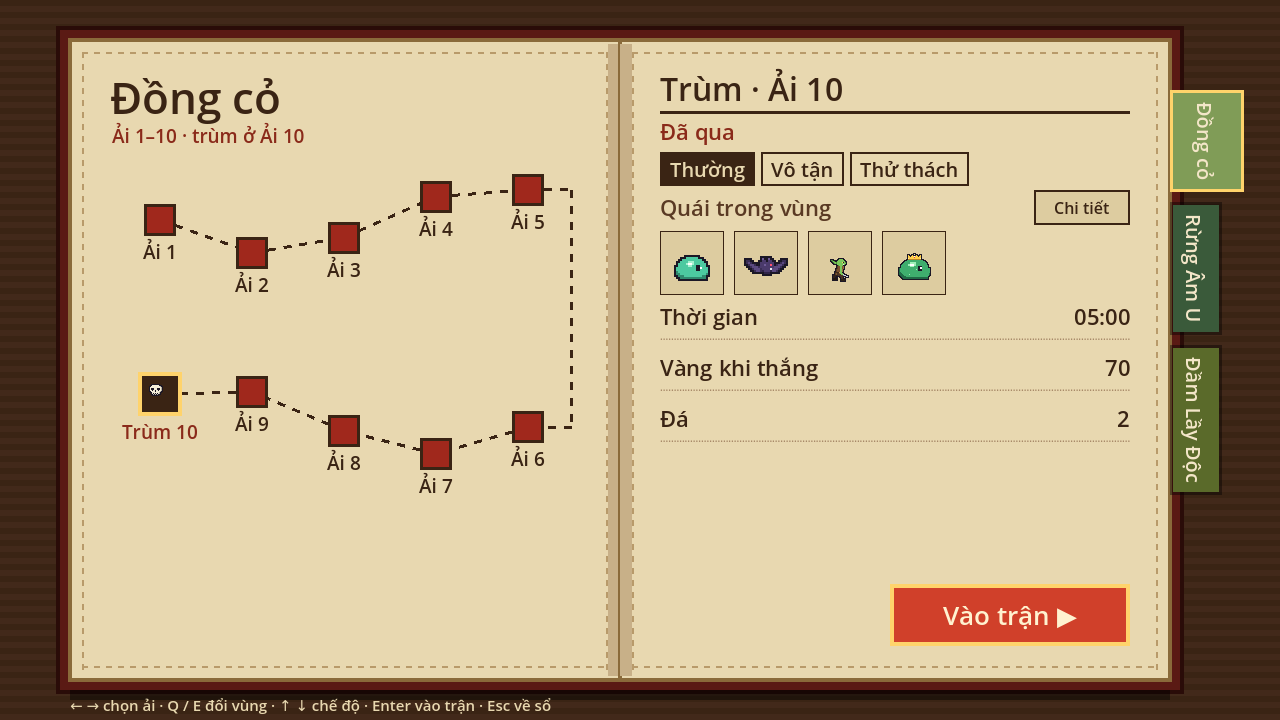 Đồng cỏ
Ải 1–10 · trùm ở Ải 10
Ải 1
Ải 2
Ải 3
Ải 4
Ải 5
Trùm 10
Ải 9
Ải 8
Ải 7
Ải 6
Trùm · Ải 10
Đã qua
Thường Vô tận Thử thách
Quái trong vùng Chi tiết
Thời gian 05:00
Vàng khi thắng 70
Đá 2
Vào trận ▶
Đồng cỏ
Rừng Âm U
Đầm Lầy Độc
← → chọn ải · Q / E đổi vùng · ↑ ↓ chế độ · Enter vào trận · Esc về sổ